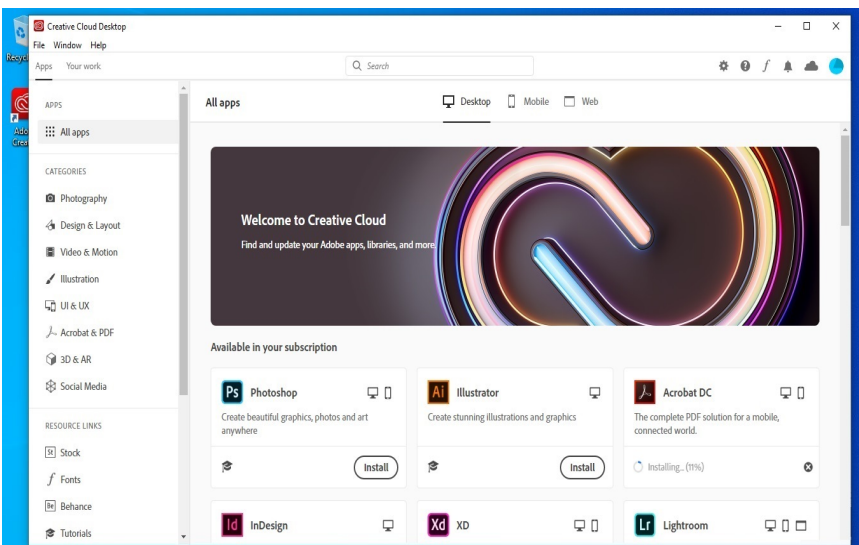 Creative Cloud Desktop
File Window Help
Apps Your work
Search
APPS
All apps
CATEGORIES
Photography
Design & Layout
Video & Motion
Illustration
UI & UX
Acrobat & PDF
3D & AR
Social Media
RESOURCE LINKS
St Stock
Fonts
Be Behance
Tutorials
All apps
Desktop Mobile Web
Welcome to Creative Cloud
Find and update your Adobe apps, libraries, and more.
Available in your subscription
Ps Photoshop
Create beautiful graphics, photos and art
anywhere
Install
Ai Illustrator
Create stunning illustrations and graphics
Install
Acrobat DC
The complete PDF solution for a mobile,
connected world.
Installing... (11%)
Id InDesign
Xd XD
Lr Lightroom